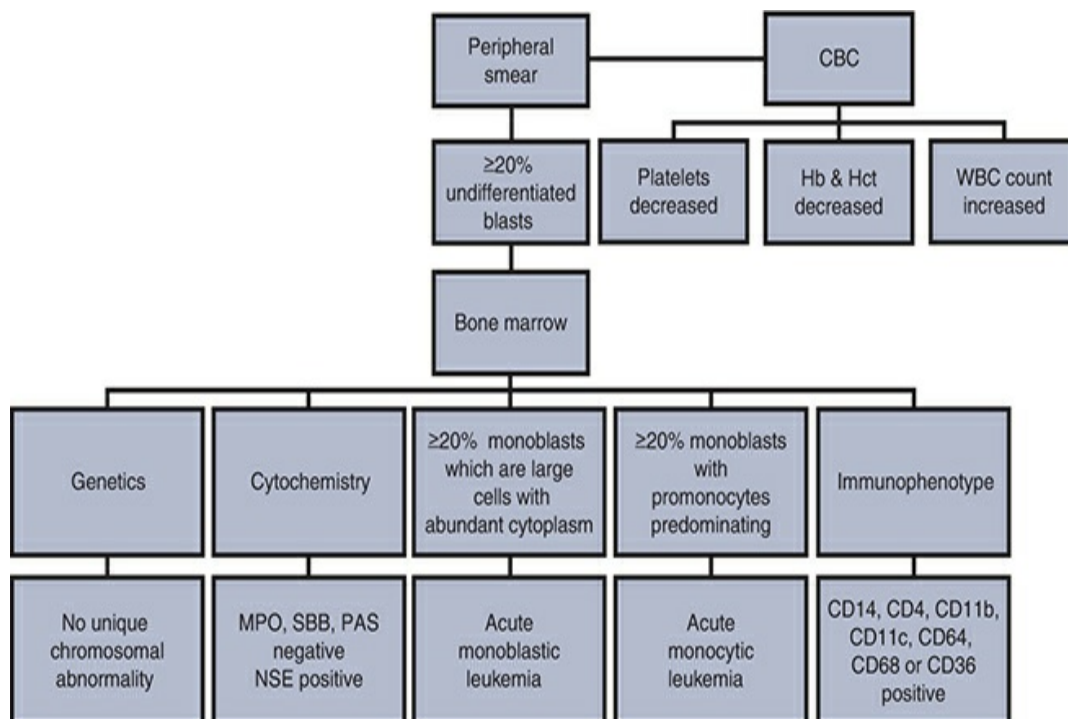 Peripheral
smear
CBC
≥20%
undifferentiated
blasts
Platelets
decreased
Hb & Hct
decreased
WBC count
increased
Bone marrow
Genetics
Cytochemistry
≥20% monoblasts
which are large
cells with
abundant cytoplasm
≥20% monoblasts
with
promonocytes
predominating
Immunophenotype
No unique
chromosomal
abnormality
MPO, SBB, PAS
negative
NSE positive
Acute
monoblastic
leukemia
Acute
monocytic
leukemia
CD14, CD4, CD11b,
CD11c, CD64,
CD68 or CD36
positive